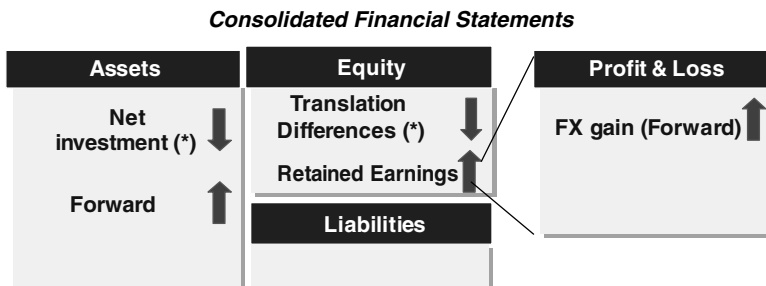 Consolidated Financial Statements
Assets
Net
investment (*)
Forward
Equity
Translation
Differences (*)
Retained Earnings
Liabilities
Profit & Loss
FX gain (Forward)